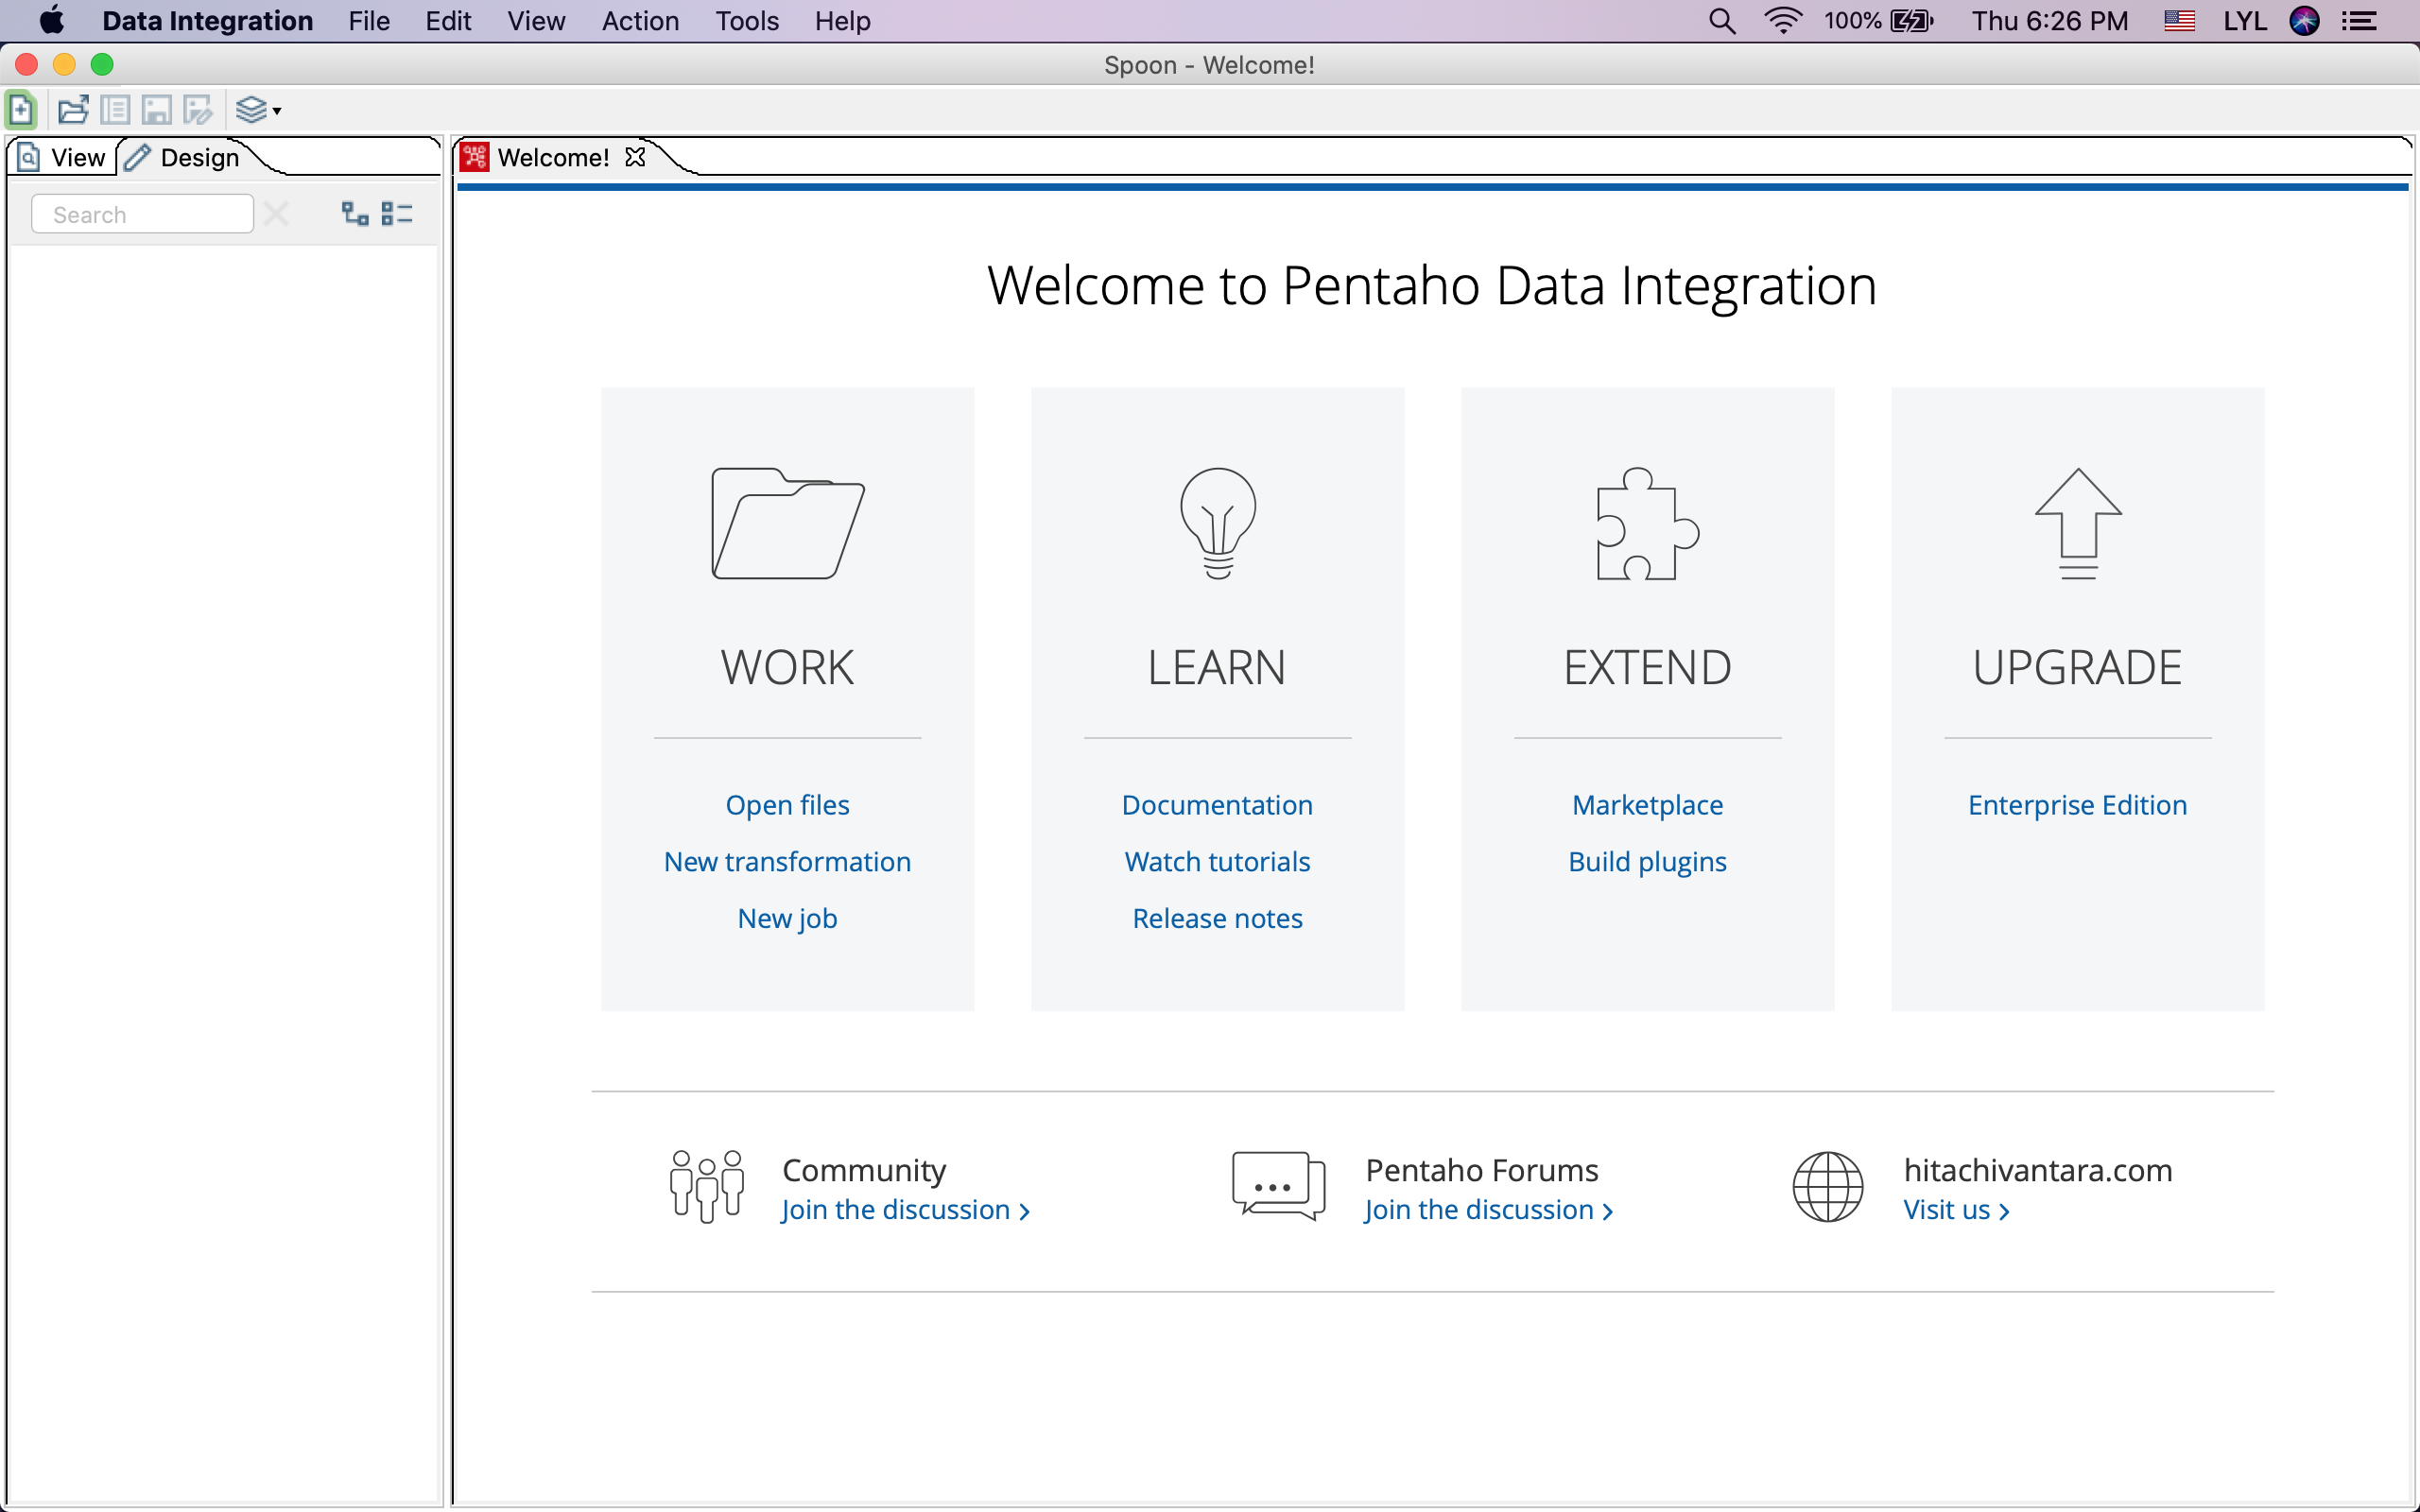 Data Integration File Edit View Action Tools Help 100% Thu 6:26 PM LYL
Spoon - Welcome!
View Design Welcome!
Search
Welcome to Pentaho Data Integration
WORK
Open files
New transformation
New job
LEARN
Documentation
Watch tutorials
Release notes
EXTEND
Marketplace
Build plugins
UPGRADE
Enterprise Edition
Community
Join the discussion >
Pentaho Forums
Join the discussion >
hitachivantara.com
Visit us >